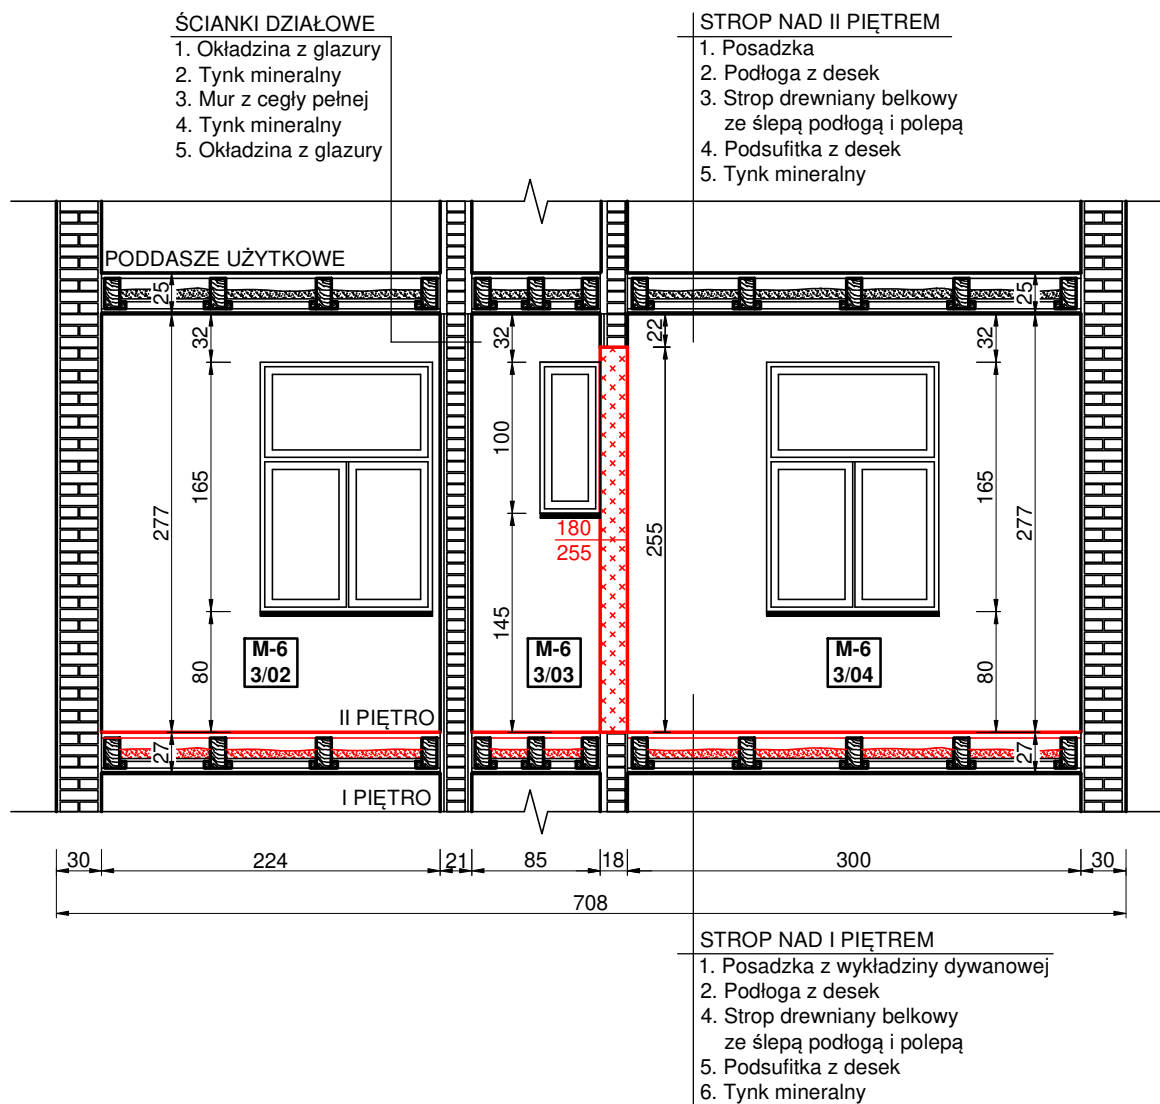 ŚCIANKI DZIAŁOWE
1. Okładzina z glazury
2. Tynk mineralny
3. Mur z cegły pełnej
4. Tynk mineralny
5. Okładzina z glazury
STROP NAD II PIĘTREM
1. Posadzka
2. Podłoga z desek
3. Strop drewniany belkowy
ze ślepą podłogą i polepą
4. Podsufitka z desek
5. Tynk mineralny
PODDASZE UŻYTKOWE
25
25
32
32
22
32
277
165
100
255
165
277
180
255
145
80
80
M-6
3/02
M-6
3/03
M-6
3/04
II PIĘTRO
27
27
I PIĘTRO
30
224
21
85
18
300
30
708
STROP NAD I PIĘTREM
1. Posadzka z wykładziny dywanowej
2. Podłoga z desek
4. Strop drewniany belkowy
ze ślepą podłogą i polepą
5. Podsufitka z desek
6. Tynk mineralny